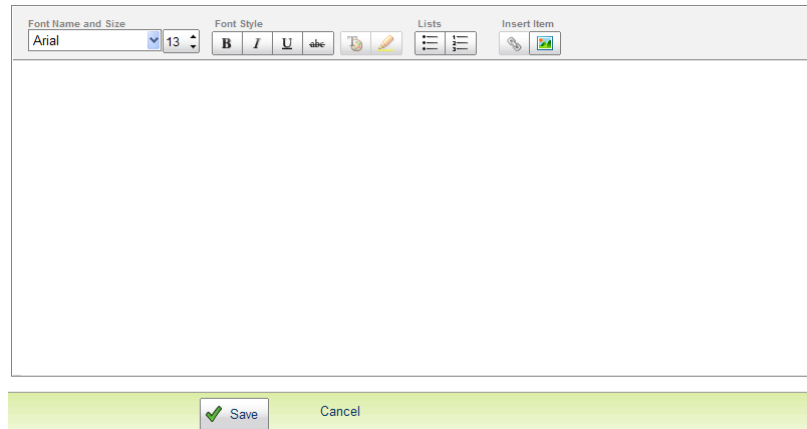 Font Name and Size Font Style Lists Insert Item
Arial 13 B I U abc T
Save Cancel